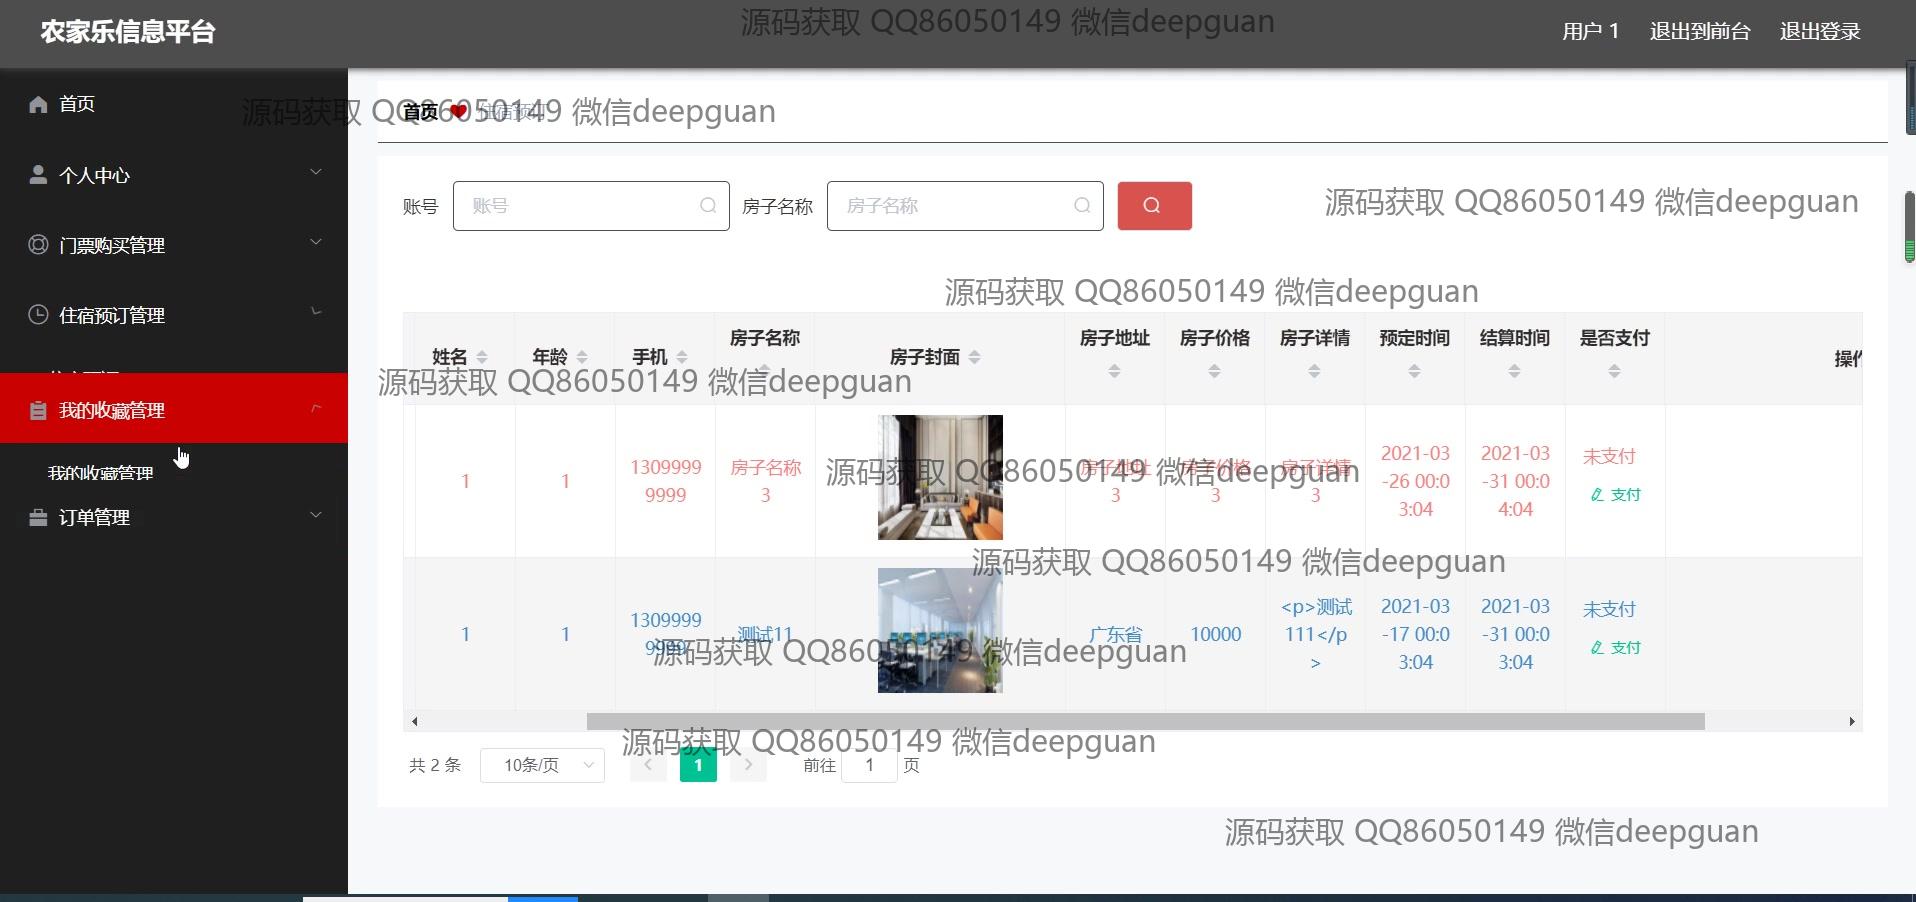 农家乐信息平台
源码获取 QQ86050149 微信deepguan
用户 1 退出到前台 退出登录
首页
个人中心
门票购买管理
住宿预订管理
我的收藏管理
我的收藏管理
订单管理
首页 住宿预订
源码获取 QQ86050149 微信deepguan
账号 账号 房子名称 房子名称
源码获取 QQ86050149 微信deepguan
源码获取 QQ86050149 微信deepguan
姓名 年龄 手机 房子名称 房子封面 房子地址 房子价格 房子详情 预定时间 结算时间 是否支付 操作
源码获取 QQ86050149 微信deepguan
1 1 1309999 9999 房子名称 3 房子地址 3 房子价格 3 房子详情 3 2021-03 -26 00:0 3:04 2021-03 -31 00:0 4:04 未支付 支付
源码获取 QQ86050149 微信deepguan
源码获取 QQ86050149 微信deepguan
1 1 1309999 9999 测试11 广东省 10000 <p>测试 111</p > 2021-03 -17 00:0 3:04 2021-03 -31 00:0 3:04 未支付 支付
源码获取 QQ86050149 微信deepguan
源码获取 QQ86050149 微信deepguan
共 2 条 10条/页 1 前往 1 页
源码获取 QQ86050149 微信deepguan